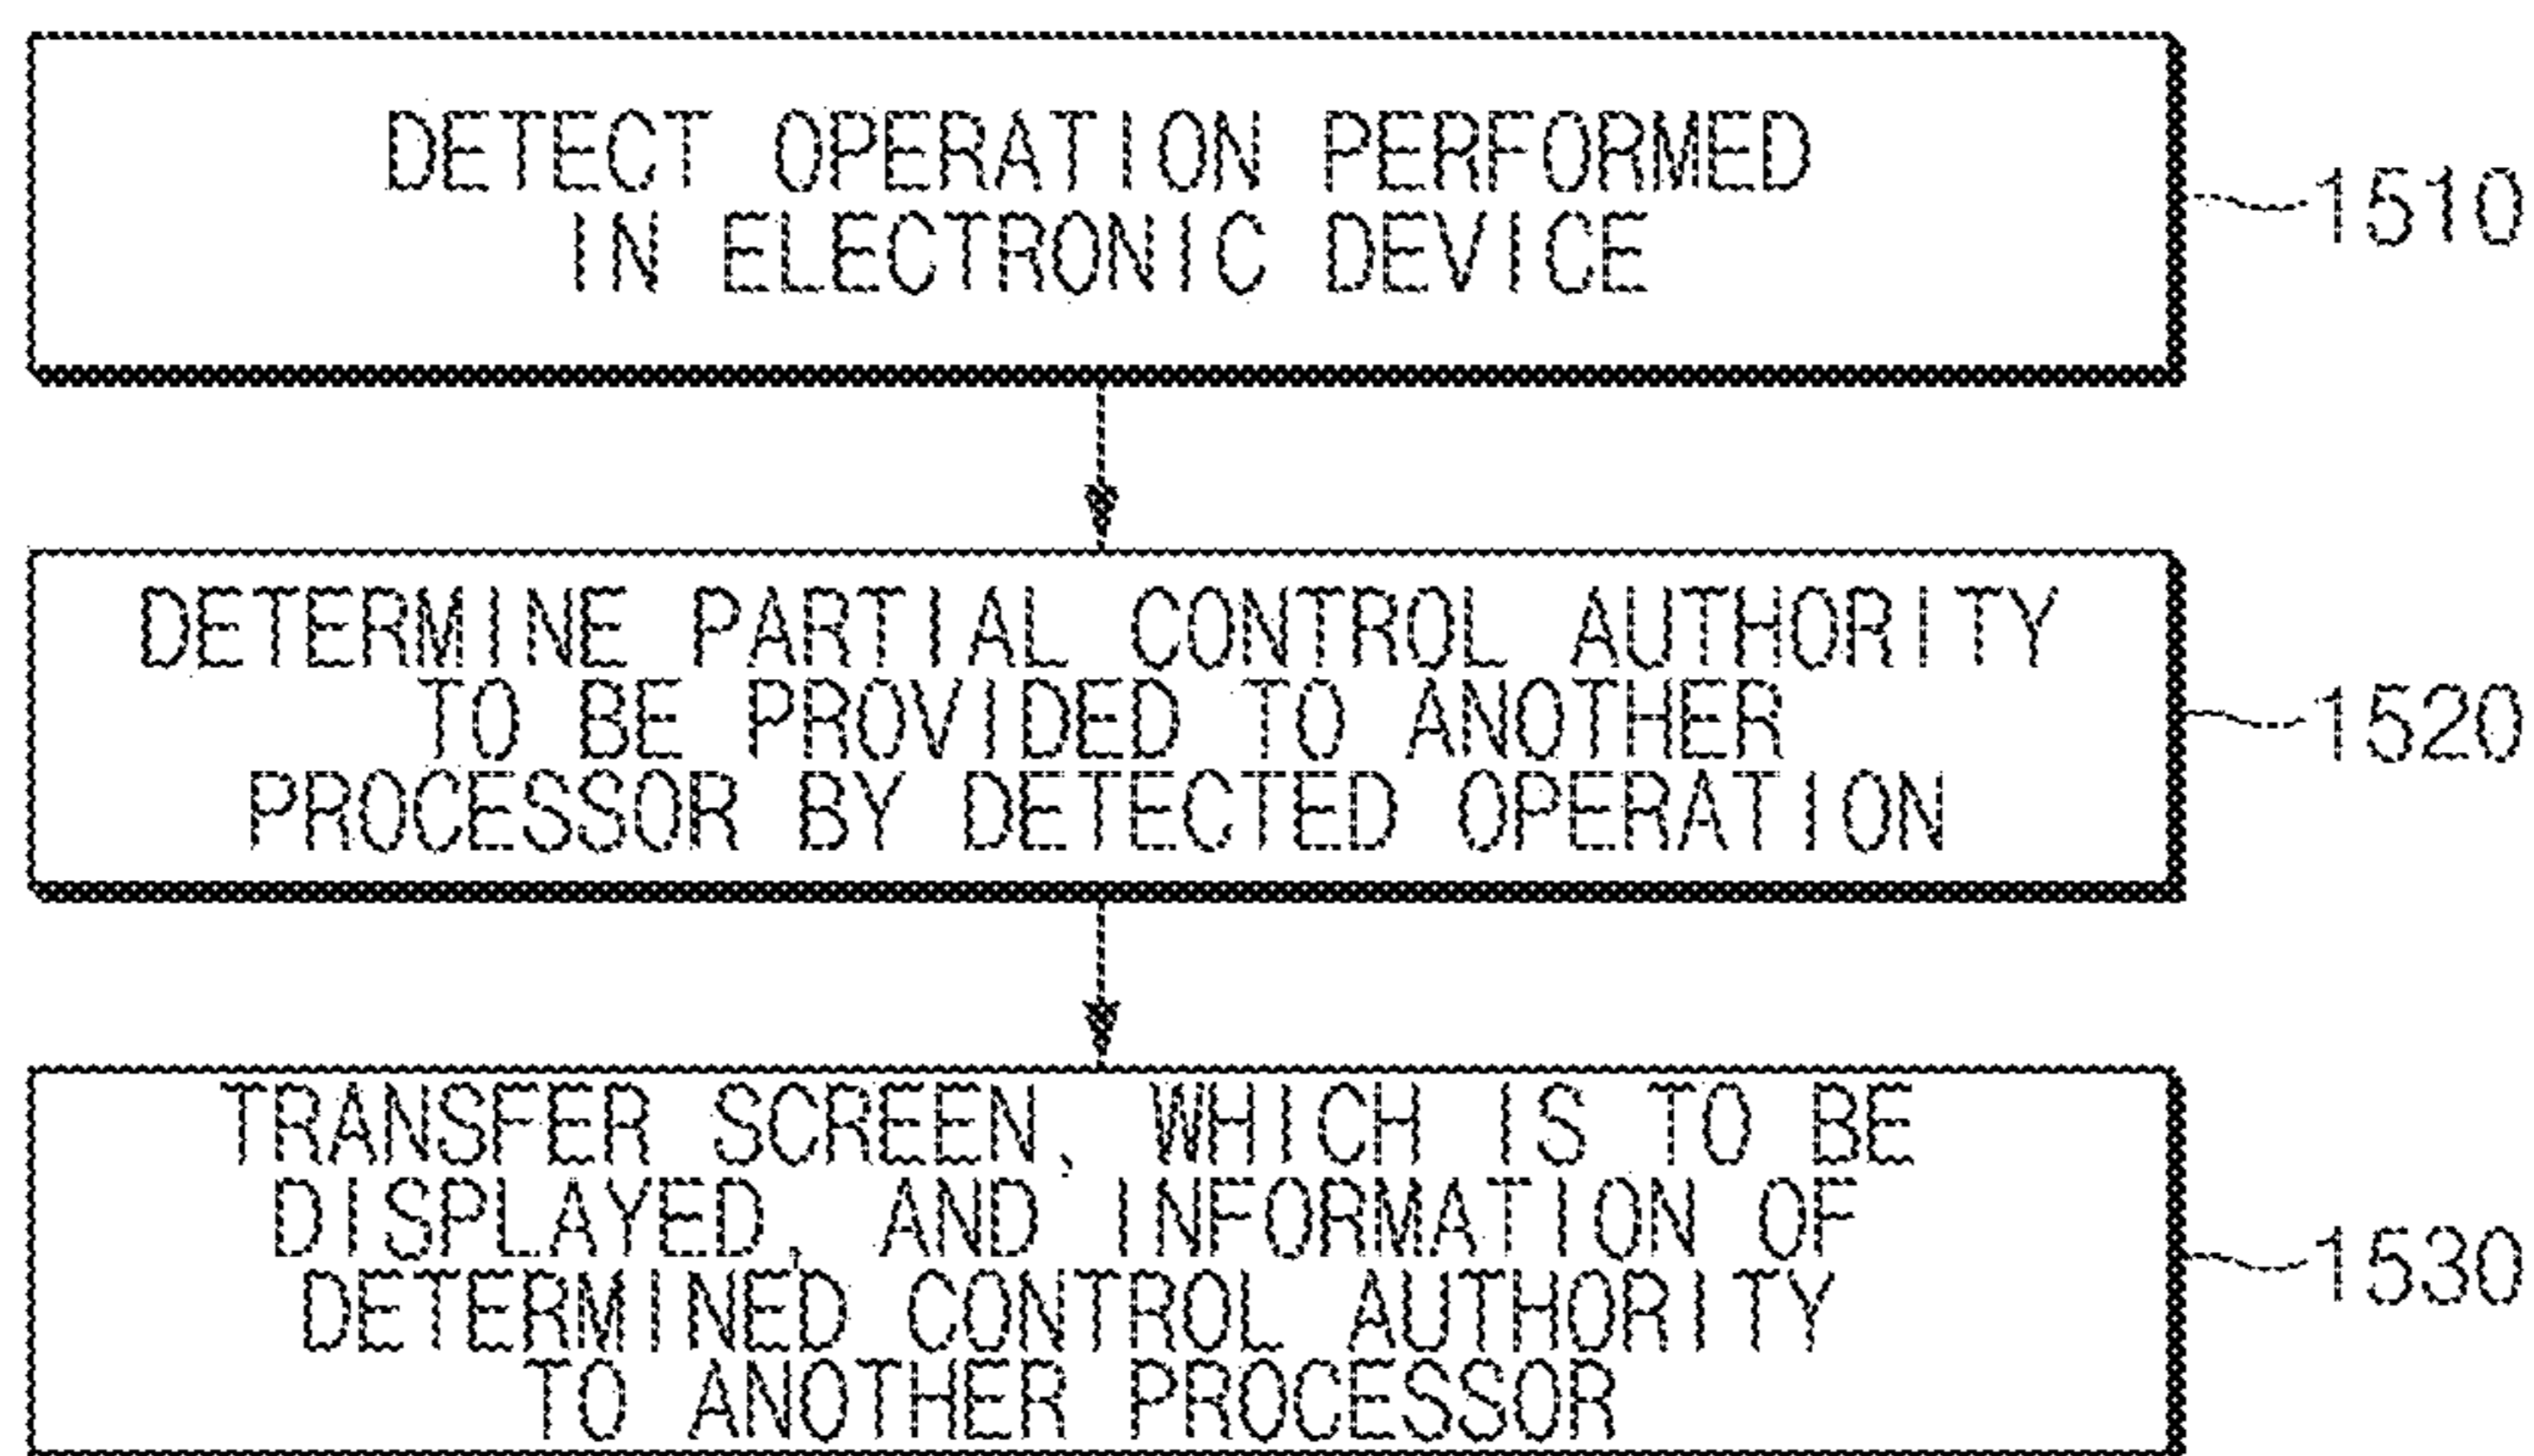 DETECT OPERATION PERFORMED
IN ELECTRONIC DEVICE
1510
DETERMINE PARTIAL CONTROL AUTHORITY
TO BE PROVIDED TO ANOTHER
PROCESSOR BY DETECTED OPERATION
1520
TRANSFER SCREEN, WHICH IS TO BE
DISPLAYED, AND INFORMATION OF
DETERMINED CONTROL AUTHORITY
TO ANOTHER PROCESSOR
1530